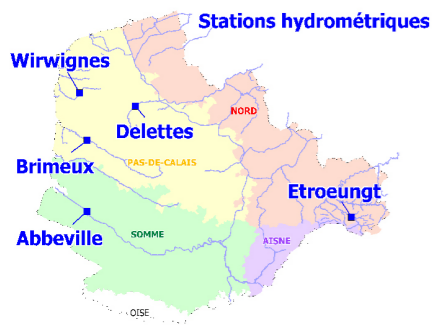 Stations hydrométriques
Wirwignes
NORD
Delettes
PAS-DE-CALAIS
Brimeux
Etroeungt
Abbeville
SOMME
AISNE
OISE